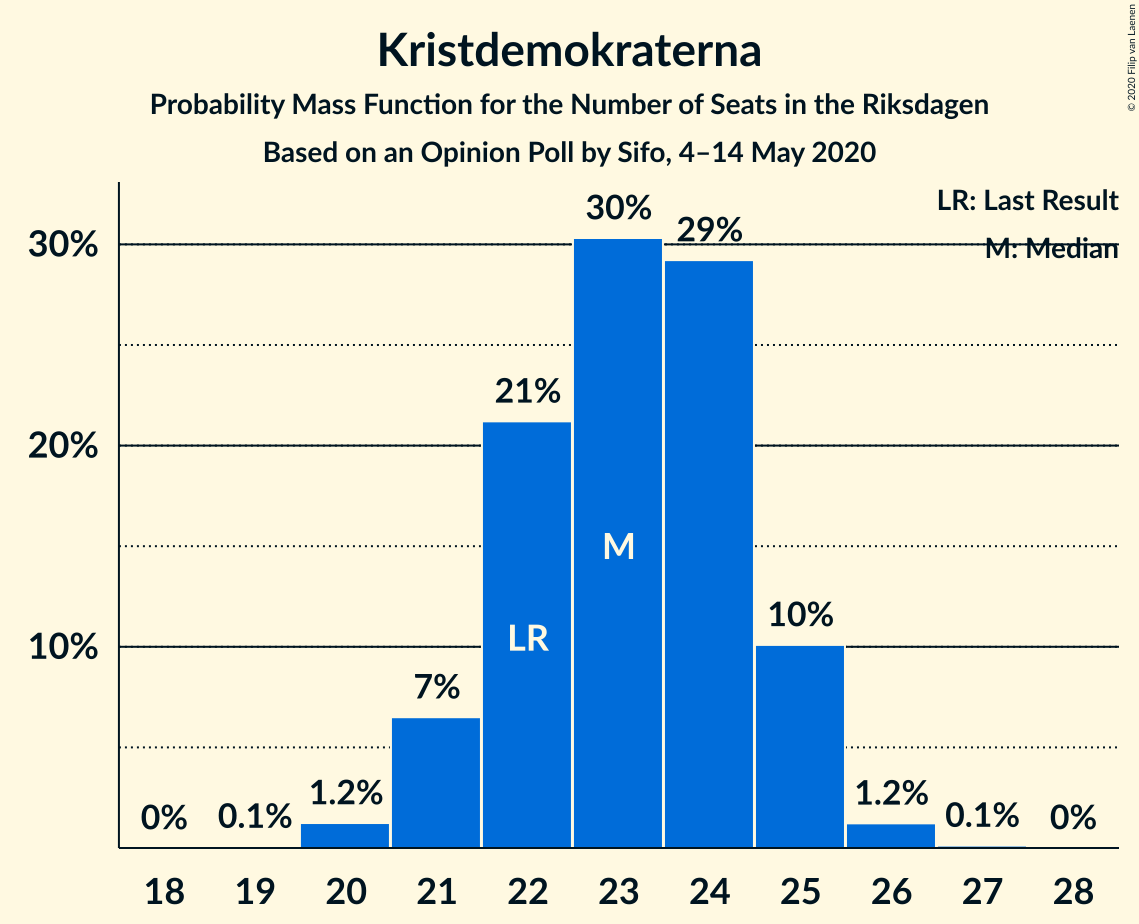 Kristdemokraterna
Probability Mass Function for the Number of Seats in the Riksdagen
Based on an Opinion Poll by Sifo, 4–14 May 2020
© 2020 Filip van Laenen
LR: Last Result
M: Median
30%
20%
10%
0%
0.1%
1.2%
7%
21%
30%
29%
10%
1.2%
0.1%
0%
LR
M
18 19 20 21 22 23 24 25 26 27 28